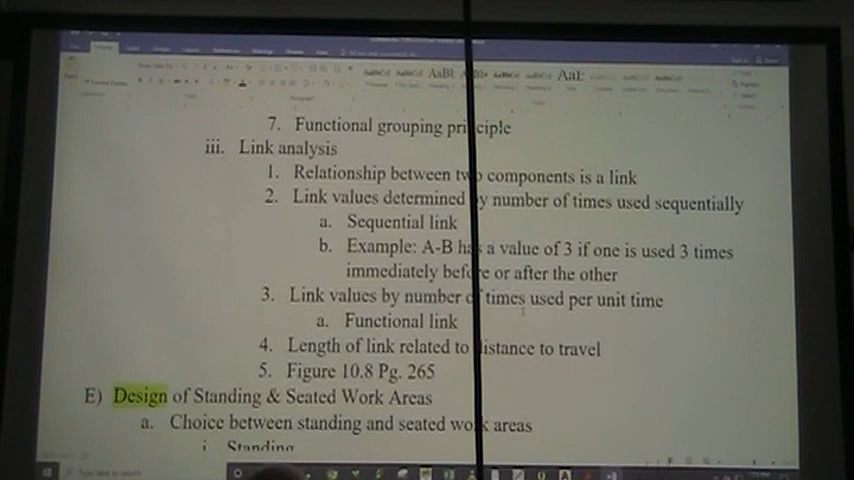 7. Functional grouping principle
iii. Link analysis
1. Relationship between two components is a link
2. Link values determined by number of times used sequentially
a. Sequential link
b. Example: A-B has a value of 3 if one is used 3 times
immediately before or after the other
3. Link values by number of times used per unit time
a. Functional link
4. Length of link related to distance to travel
5. Figure 10.8 Pg. 265
E) Design of Standing & Seated Work Areas
a. Choice between standing and seated work areas
i Standing